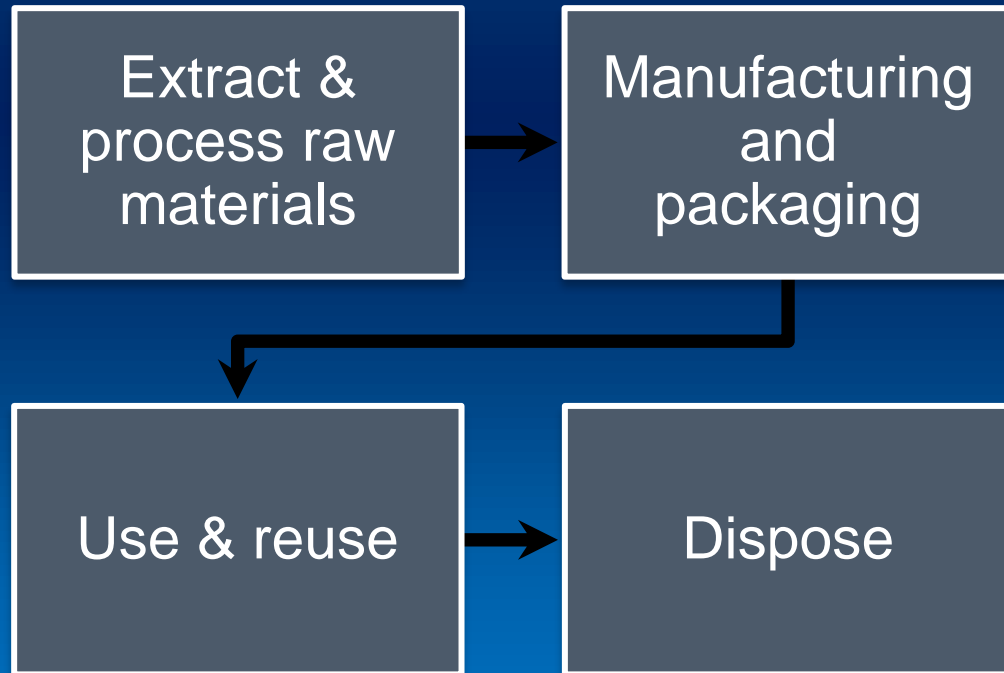 Extract &
process raw
materials
Manufacturing
and
packaging
Use & reuse
Dispose